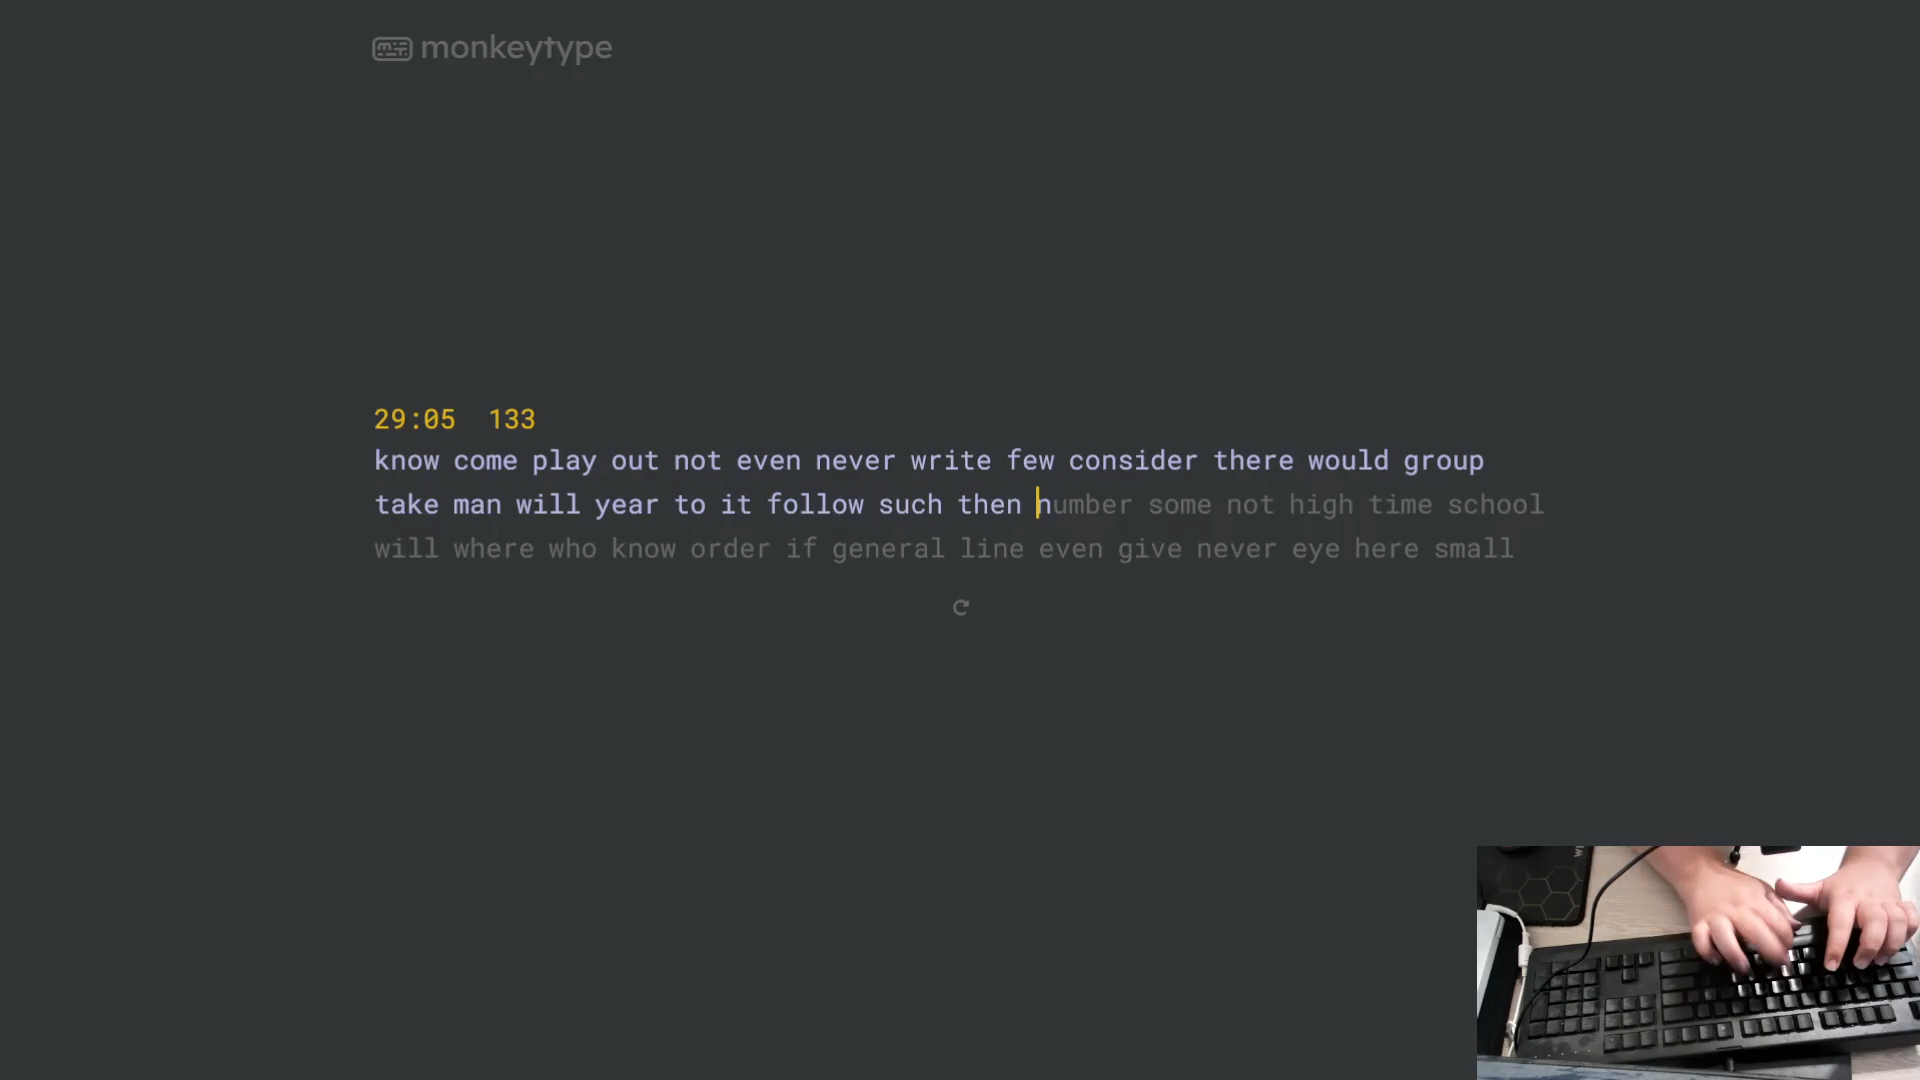 monkeytype
29:05 133
know come play out not even never write few consider there would group
take man will year to it follow such then number some not high time school
will where who know order if general line even give never eye here small